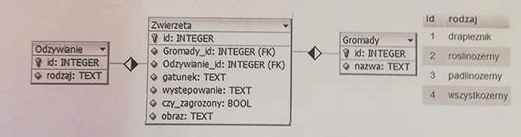 Odzywianie
id: INTEGER
rodzaj: TEXT
Zwierzeta
id: INTEGER
Gromady_id: INTEGER (FK)
Odzywianie_id: INTEGER (FK)
gatunek: TEXT
wystepowanie: TEXT
czy_zagrozony: BOOL
obraz: TEXT
Gromady
id: INTEGER
nazwa: TEXT
id rodzaj
1 drapieznik
2 roslinozerny
3 padlinozerny
4 wszystkozerny